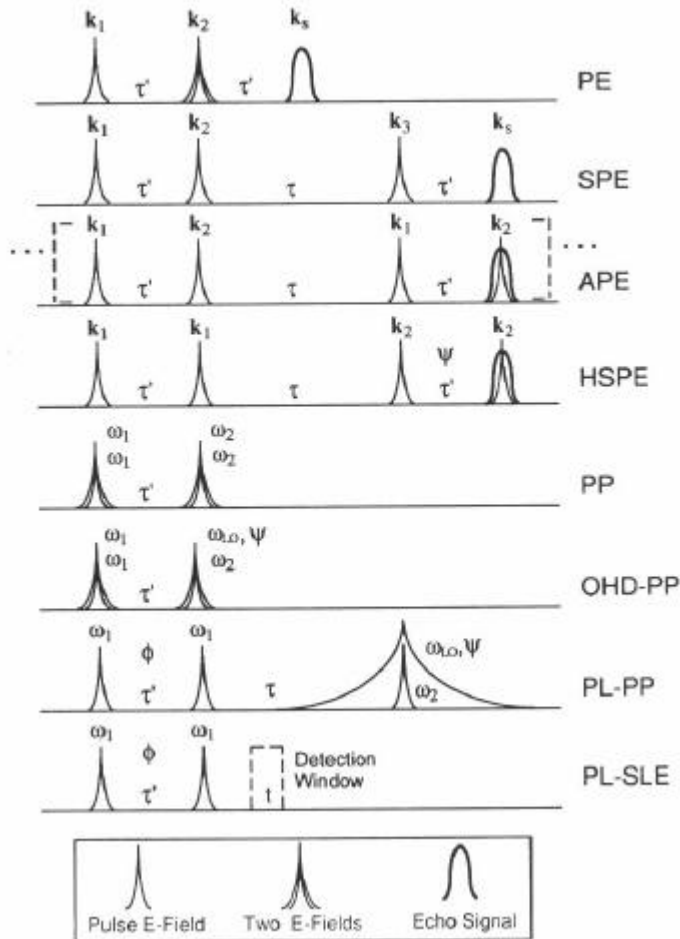 k1 k2 ks
τ' τ' PE
k1 k2 k3 ks
τ' τ τ' SPE
k1 k2 k1 k2
... ...
τ' τ τ' APE
k1 k1 k2 k2
ψ
τ' τ τ' HSPE
ω1 ω2
ω1 ω2
τ' PP
ω1 ωLO, ψ
ω1 ω2
τ' OHD-PP
ω1 ω1
ϕ ωLO, ψ
τ' τ ω2 PL-PP
ω1 ω1
ϕ Detection
Window
τ' t PL-SLE
Pulse E-Field Two E-Fields Echo Signal